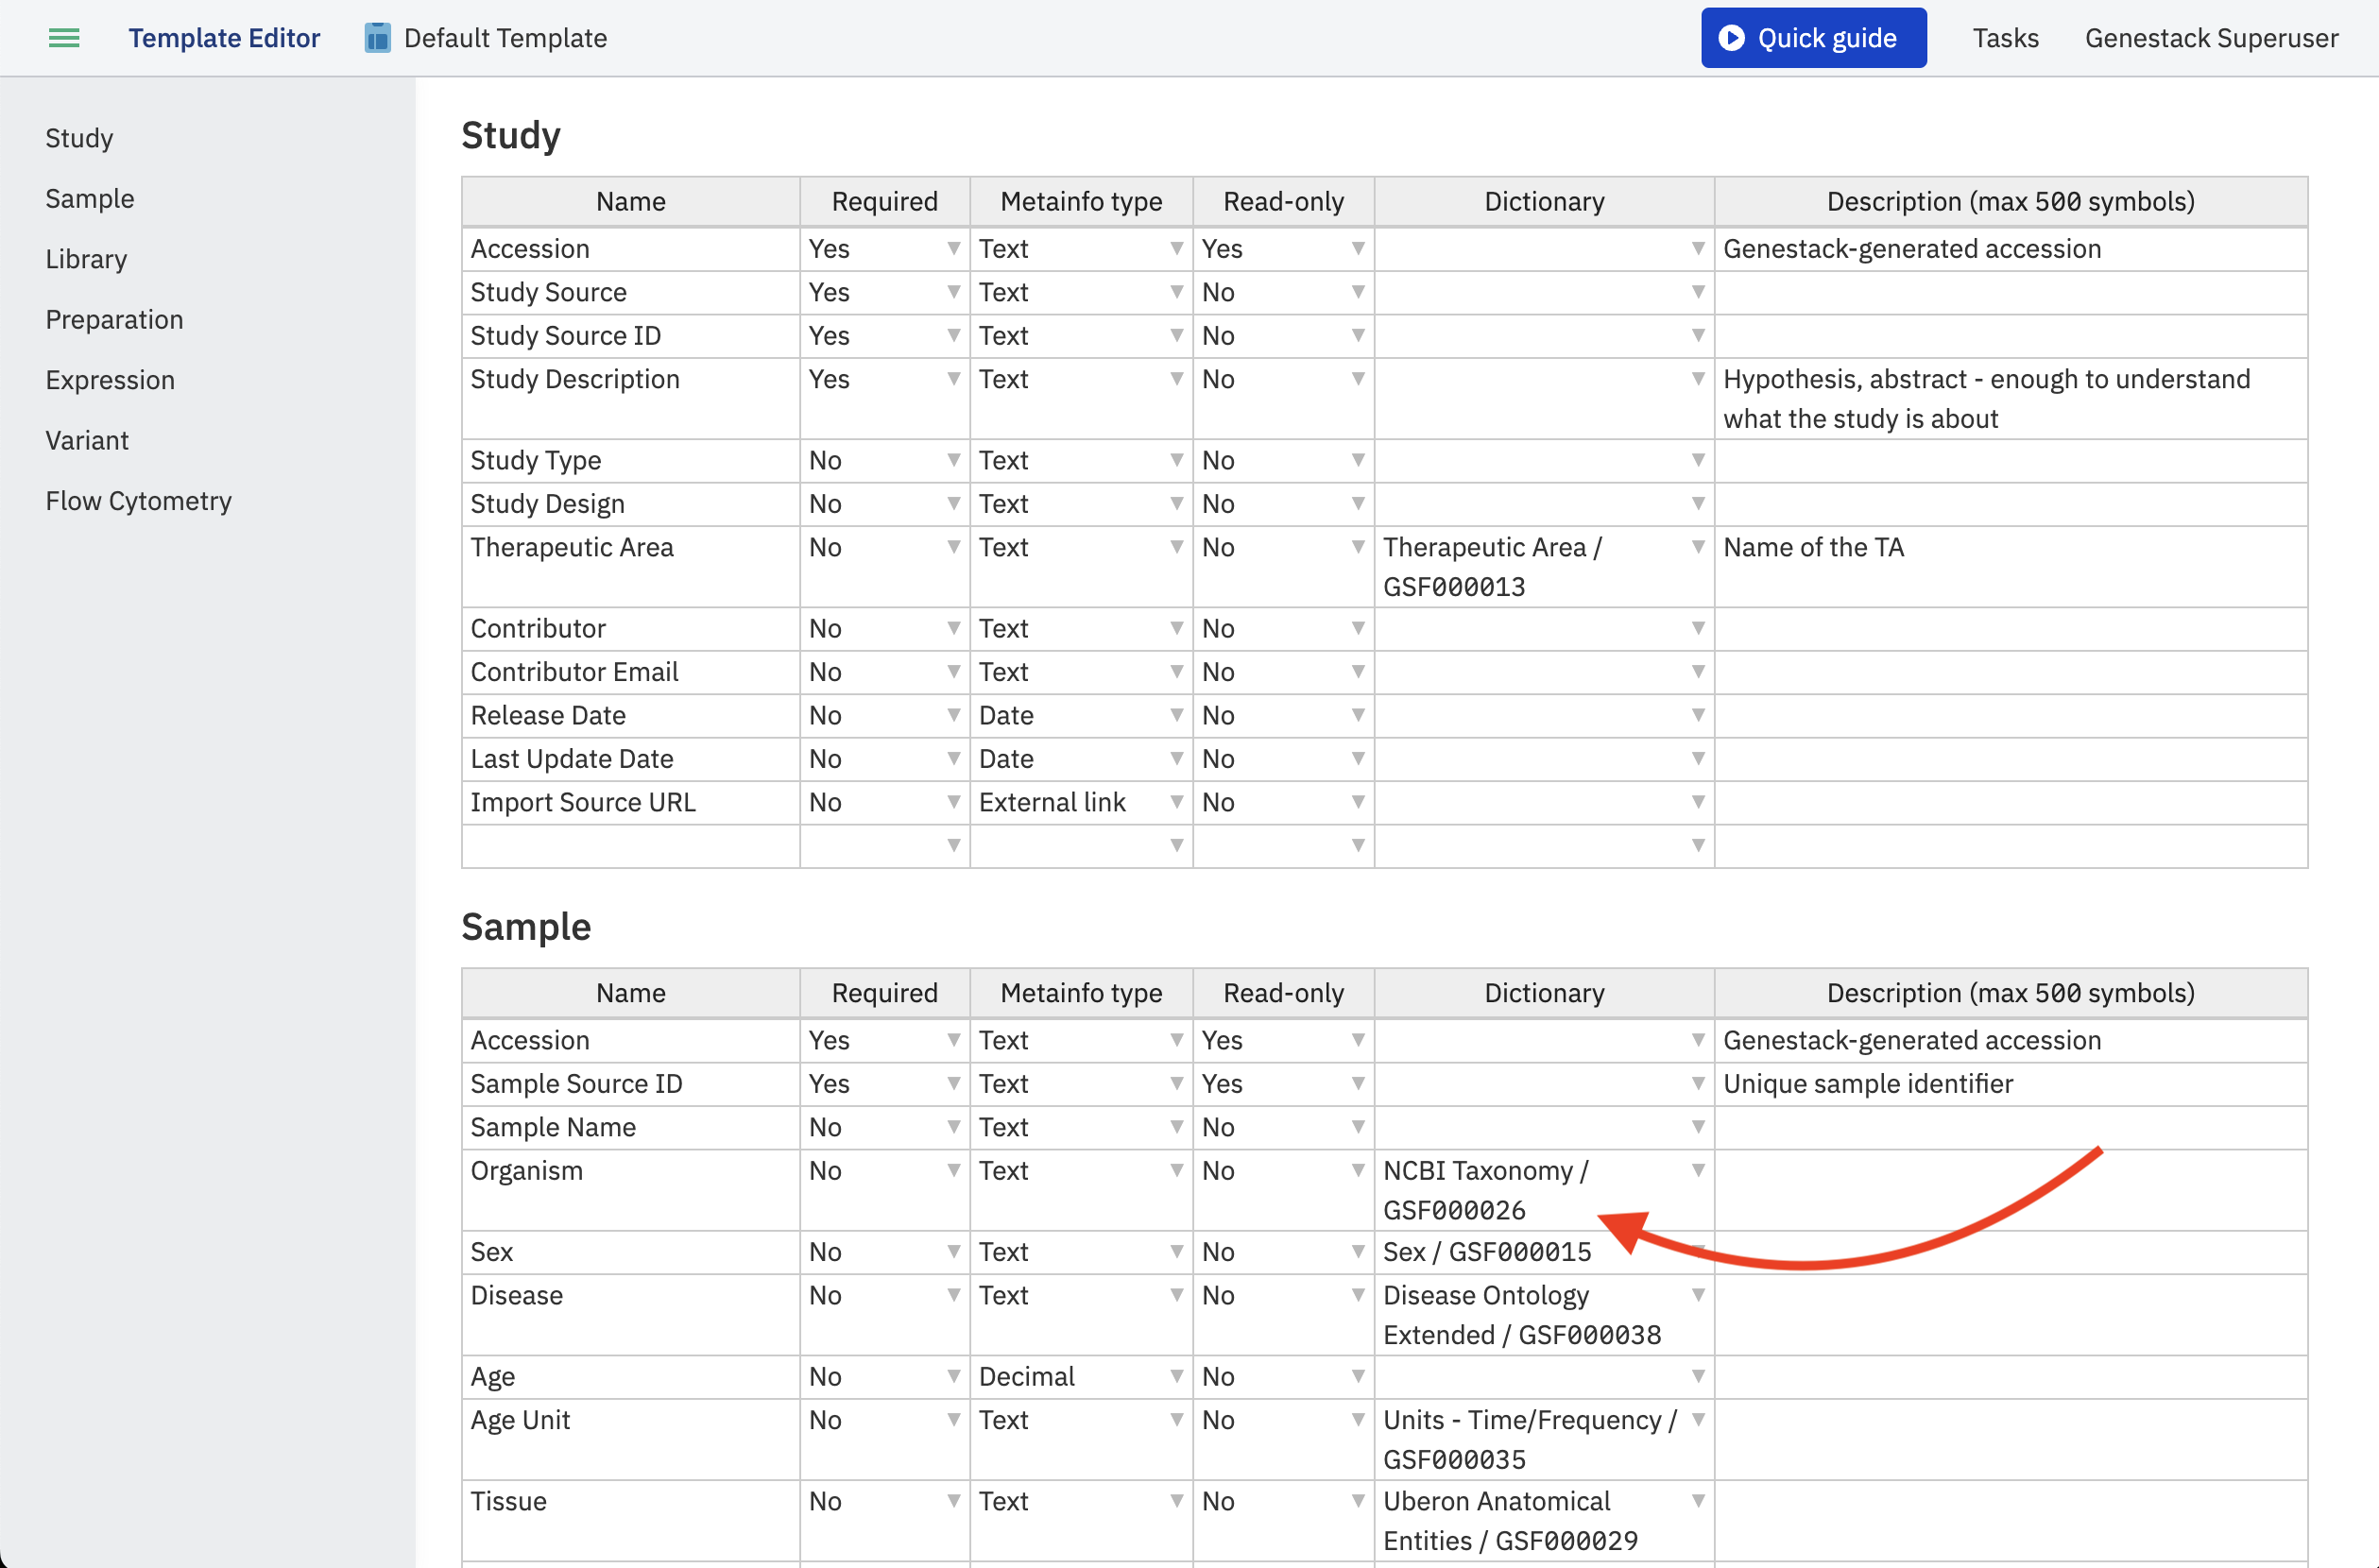 Template Editor Default Template Quick guide Tasks Genestack Superuser
Study
Sample
Library
Preparation
Expression
Variant
Flow Cytometry
Study
Name Required Metainfo type Read-only Dictionary Description (max 500 symbols)
Accession Yes Text Yes Genestack-generated accession
Study Source Yes Text No
Study Source ID Yes Text No
Study Description Yes Text No Hypothesis, abstract - enough to understand
what the study is about
Study Type No Text No
Study Design No Text No
Therapeutic Area No Text No Therapeutic Area / Name of the TA
GSF000013
Contributor No Text No
Contributor Email No Text No
Release Date No Date No
Last Update Date No Date No
Import Source URL No External link No
Sample
Name Required Metainfo type Read-only Dictionary Description (max 500 symbols)
Accession Yes Text Yes Genestack-generated accession
Sample Source ID Yes Text Yes Unique sample identifier
Sample Name No Text No
Organism No Text No NCBI Taxonomy /
GSF000026
Sex No Text No Sex / GSF000015
Disease No Text No Disease Ontology
Extended / GSF000038
Age No Decimal No
Age Unit No Text No Units - Time/Frequency /
GSF000035
Tissue No Text No Uberon Anatomical
Entities / GSF000029